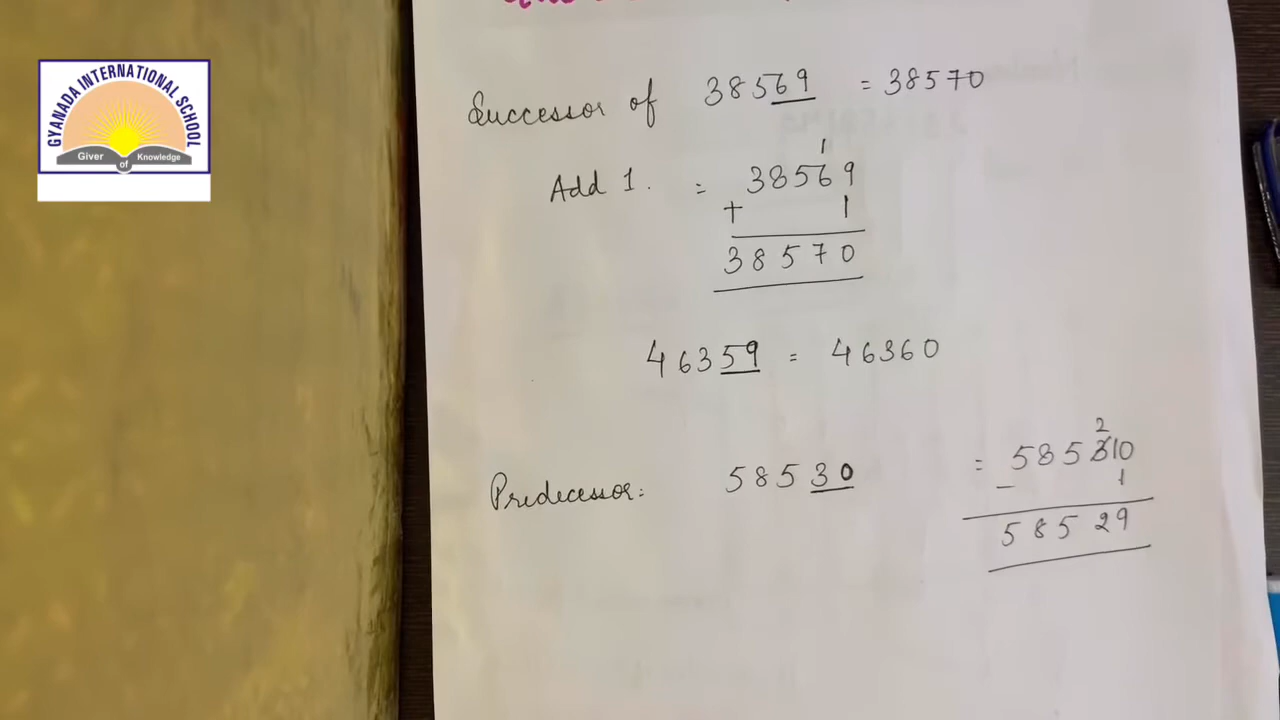 GYANADA INTERNATIONAL SCHOOL
Giver of Knowledge
Successor of 38569 = 38570
1
Add 1. = 38569
+ 1
38570
46359 = 46360
2
Predecessor: 58530 = 585310
- 1
58529